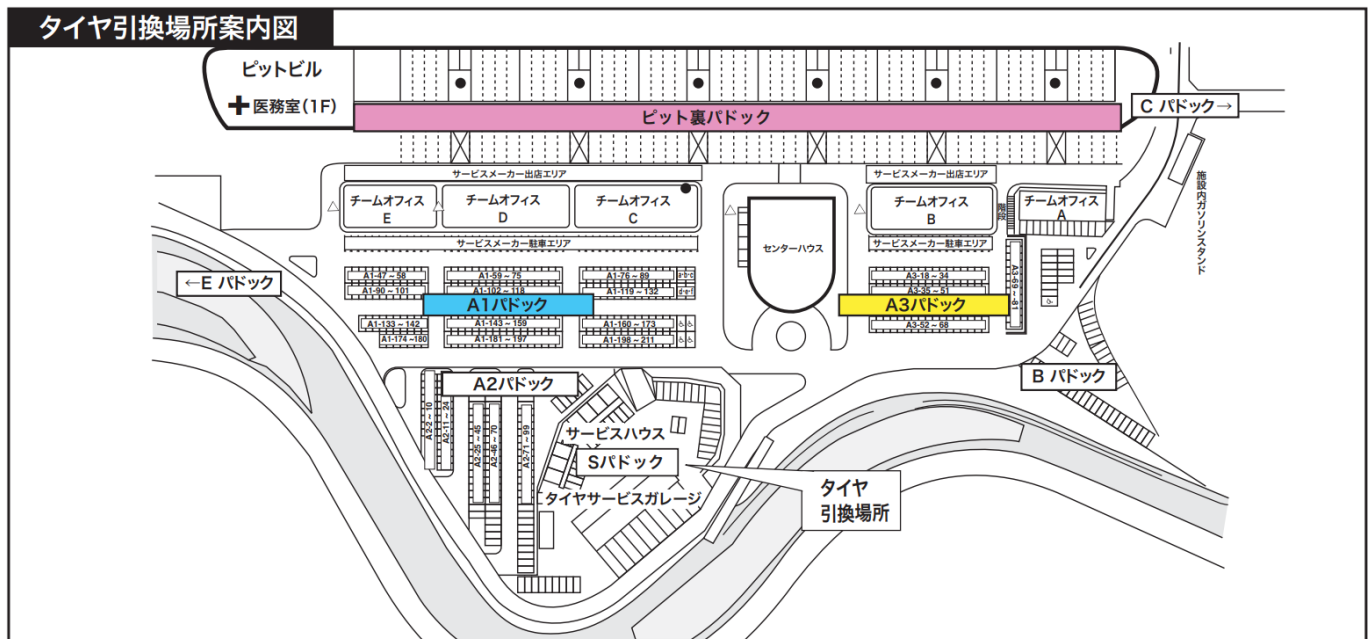 タイヤ引換場所案内図
ピットビル
医務室(1F)
ピット裏パドック
C パドック→
サービスメーカー出店エリア
サービスメーカー出店エリア
施設内ガソリンスタンド
チームオフィス
E
チームオフィス
D
チームオフィス
C
チームオフィス
B
階段
チームオフィス
A
サービスメーカー駐車エリア
サービスメーカー駐車エリア
センターハウス
←E パドック
A1-47~58
A1-59~75
A1-76~89
a・b・c
A3-18~34
A1-90~101
A1-102~118
A1-119~132
d・e・f
A3-35~51
A3-69~81
A1パドック
A3パドック
A1-133~142
A1-143~159
A1-160~173
A3-52~68
A1-174~180
A1-181~197
A1-198~211
B パドック
A2パドック
A2-2~10
A2-11~24
A2-25~45
A2-46~70
A2-71~99
サービスハウス
Sパドック
タイヤサービスガレージ
タイヤ
引換場所